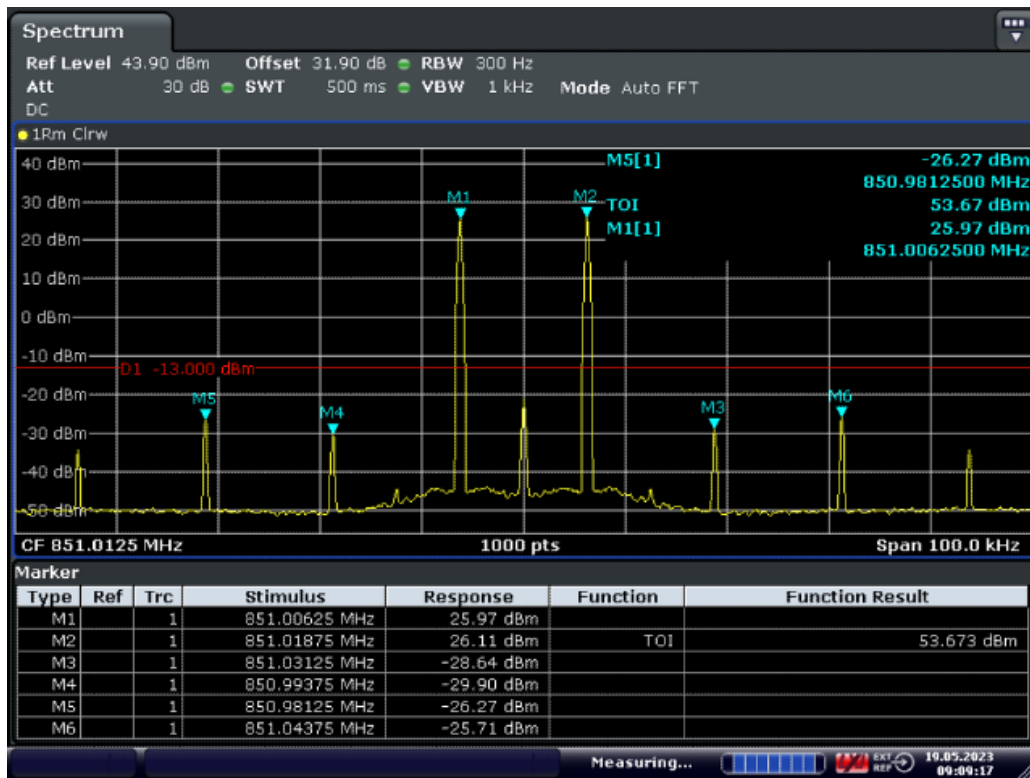 Spectrum
Ref Level 43.90 dBm Offset 31.90 dB RBW 300 Hz
Att 30 dB SWT 500 ms VBW 1 kHz Mode Auto FFT
DC
1Rm Clrw
40 dBm
M5[1] -26.27 dBm
850.9812500 MHz
30 dBm
M1
M2
TOI 53.67 dBm
M1[1] 25.97 dBm
20 dBm
851.0062500 MHz
10 dBm
0 dBm
-10 dBm
D1 -13.000 dBm
-20 dBm
M5
M4
M3
M6
-30 dBm
-40 dBm
-50 dBm
CF 851.0125 MHz 1000 pts Span 100.0 kHz
Marker
Type Ref Trc Stimulus Response Function Function Result
M1 1 851.00625 MHz 25.97 dBm
M2 1 851.01875 MHz 26.11 dBm TOI 53.673 dBm
M3 1 851.03125 MHz -28.64 dBm
M4 1 850.99375 MHz -29.90 dBm
M5 1 850.98125 MHz -26.27 dBm
M6 1 851.04375 MHz -25.71 dBm
Measuring... EXT REF 19.05.2023
09:09:17